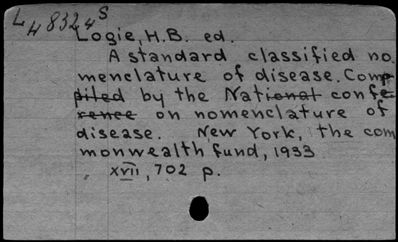 LH 8324 S
Logie, H.B. ed.
A standard classified no
menclature of disease. Com
piled by the National confe
rence on nomenclature of
disease. New York, the com
monwealth fund, 1933
xvii, 702 p.